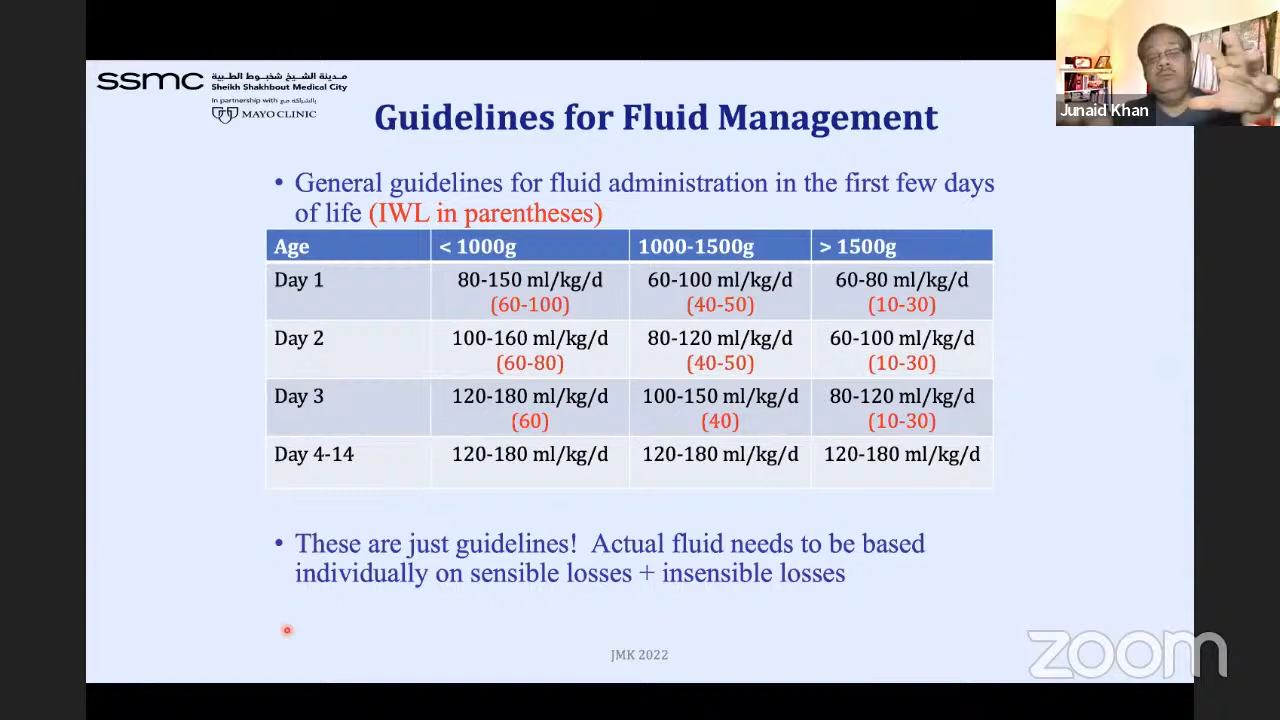 SSMC
مدينة الشيخ شخبوط الطبية
Sheikh Shakhbout Medical City
In partnership with بالشراكة مع
MAYO CLINIC
Junaid Khan
Guidelines for Fluid Management
• General guidelines for fluid administration in the first few days
of life (IWL in parentheses)
Age < 1000g 1000-1500g > 1500g
Day 1 80-150 ml/kg/d 60-100 ml/kg/d 60-80 ml/kg/d
(60-100) (40-50) (10-30)
Day 2 100-160 ml/kg/d 80-120 ml/kg/d 60-100 ml/kg/d
(60-80) (40-50) (10-30)
Day 3 120-180 ml/kg/d 100-150 ml/kg/d 80-120 ml/kg/d
(60) (40) (10-30)
Day 4-14 120-180 ml/kg/d 120-180 ml/kg/d 120-180 ml/kg/d
• These are just guidelines! Actual fluid needs to be based
individually on sensible losses + insensible losses
JMK 2022
zoom